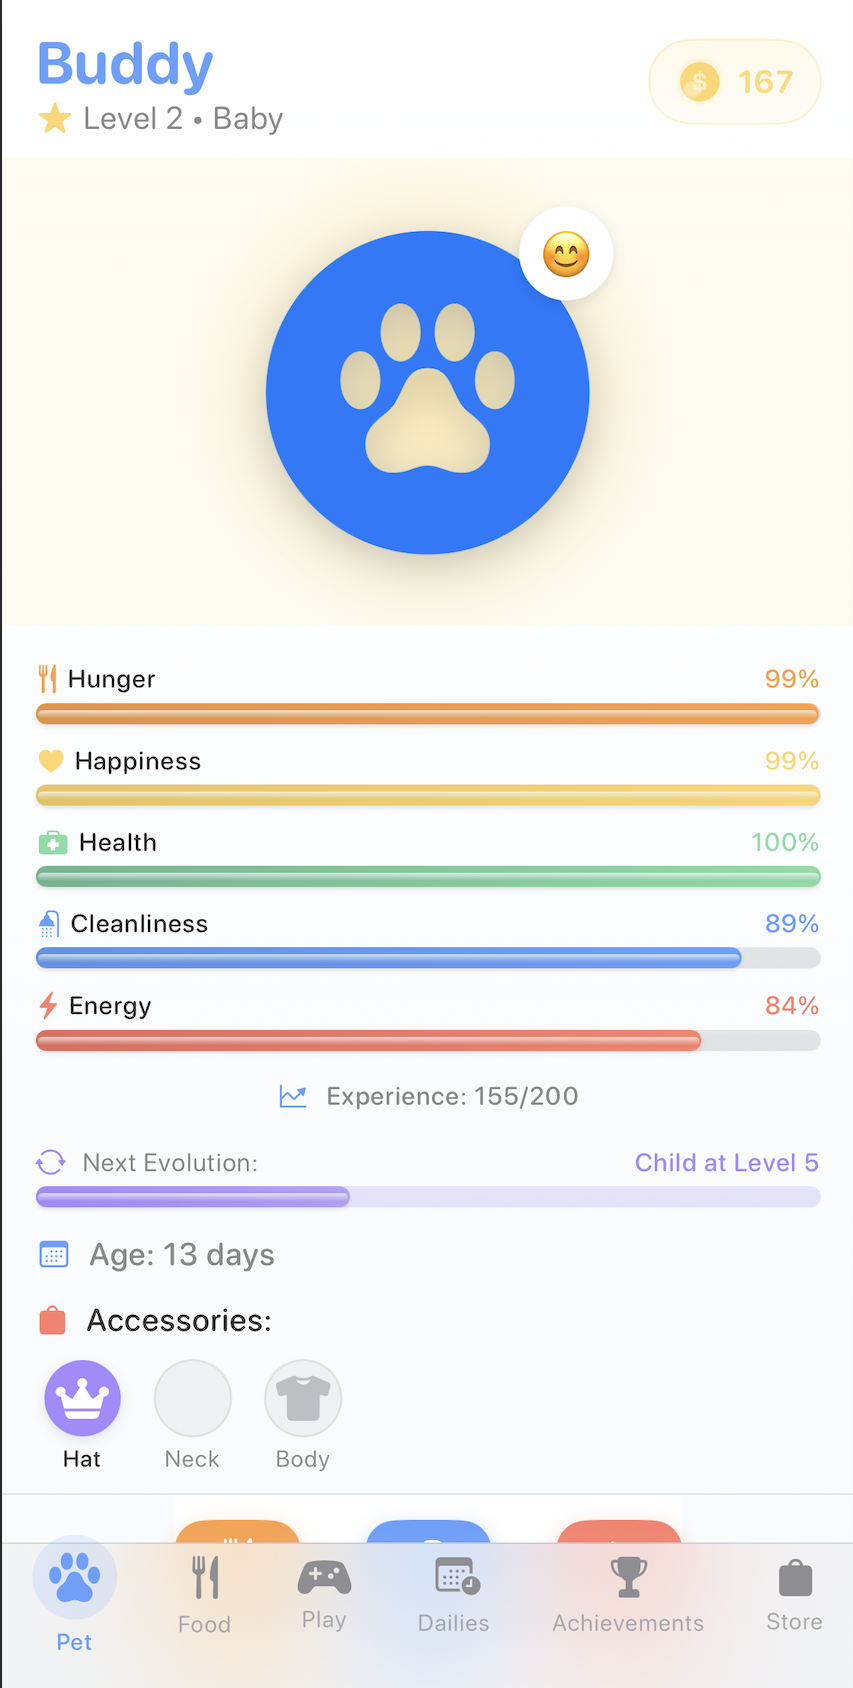 Buddy
Level 2 • Baby
$ 167
Hunger 99%
Happiness 99%
Health 100%
Cleanliness 89%
Energy 84%
Experience: 155/200
Next Evolution: Child at Level 5
Age: 13 days
Accessories:
Hat Neck Body
Pet Food Play Dailies Achievements Store